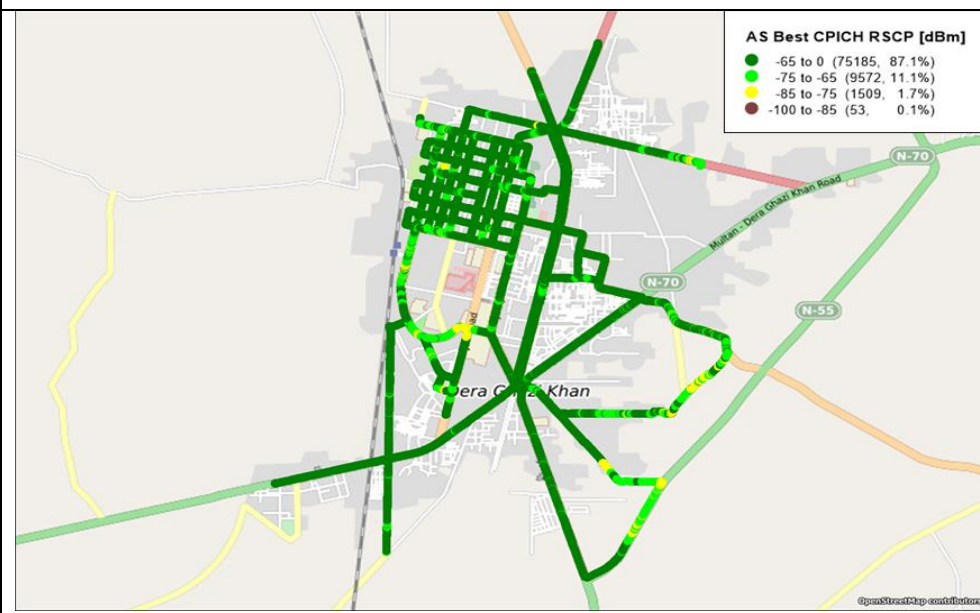 AS Best CPICH RSCP [dBm]
-65 to 0 (75185, 87.1%)
-75 to -65 (9572, 11.1%)
-85 to -75 (1509, 1.7%)
-100 to -85 (53, 0.1%)
N-70
Multan - Dera Ghazi Khan Road
N-70
N-55
Dera Ghazi Khan
OpenStreetMap contributors